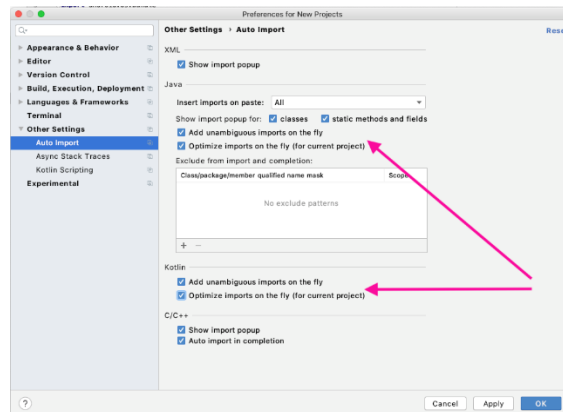 Preferences for New Projects
Other Settings › Auto Import
Rese
Appearance & Behavior
Editor
Version Control
Build, Execution, Deployment
Languages & Frameworks
Terminal
Other Settings
Auto Import
Async Stack Traces
Kotlin Scripting
Experimental
XML
Show import popup
Java
Insert imports on paste: All
Show import popup for: classes static methods and fields
Add unambiguous imports on the fly
Optimize imports on the fly (for current project)
Exclude from import and completion:
Class/package/member qualified name mask Scope
No exclude patterns
+ −
Kotlin
Add unambiguous imports on the fly
Optimize imports on the fly (for current project)
C/C++
Show import popup
Auto import in completion
? Cancel Apply OK